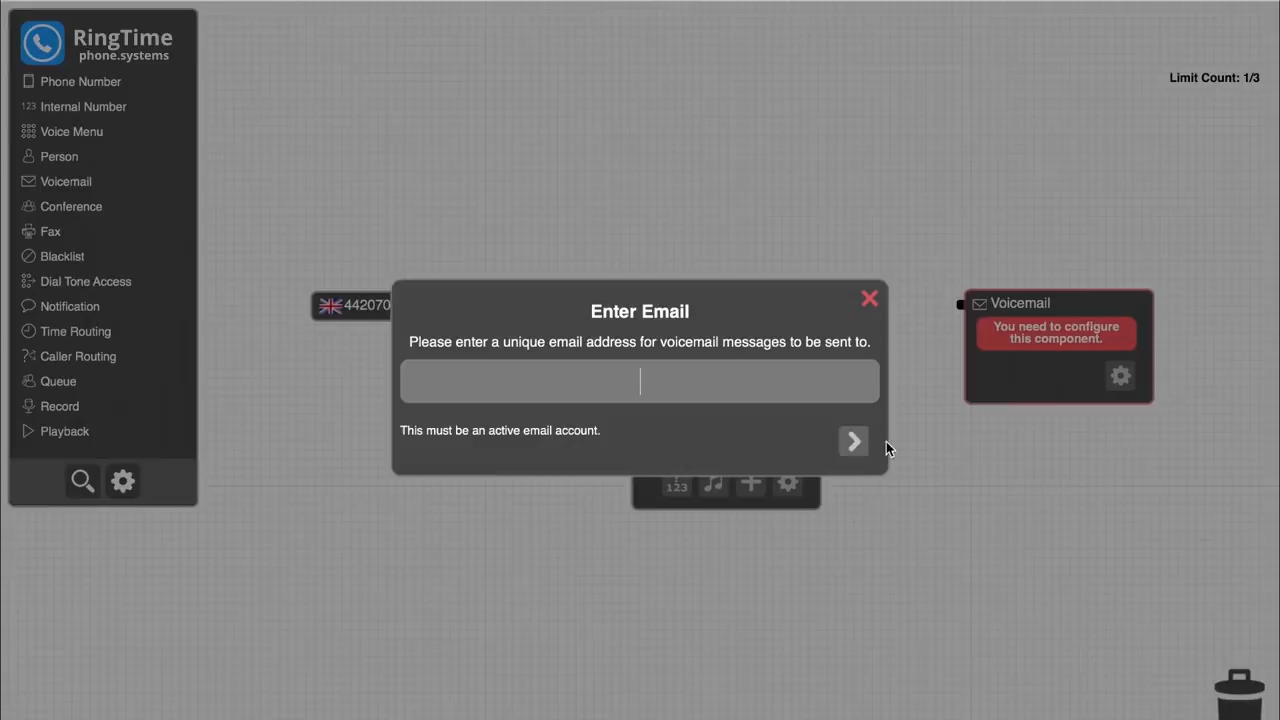 RingTime
phone.systems
Phone Number
123 Internal Number
Voice Menu
Person
Voicemail
Conference
Fax
Blacklist
Dial Tone Access
Notification
Time Routing
Caller Routing
Queue
Record
Playback
Limit Count: 1/3
442070
Enter Email
Please enter a unique email address for voicemail messages to be sent to.
This must be an active email account.
Voicemail
You need to configure
this component.
123